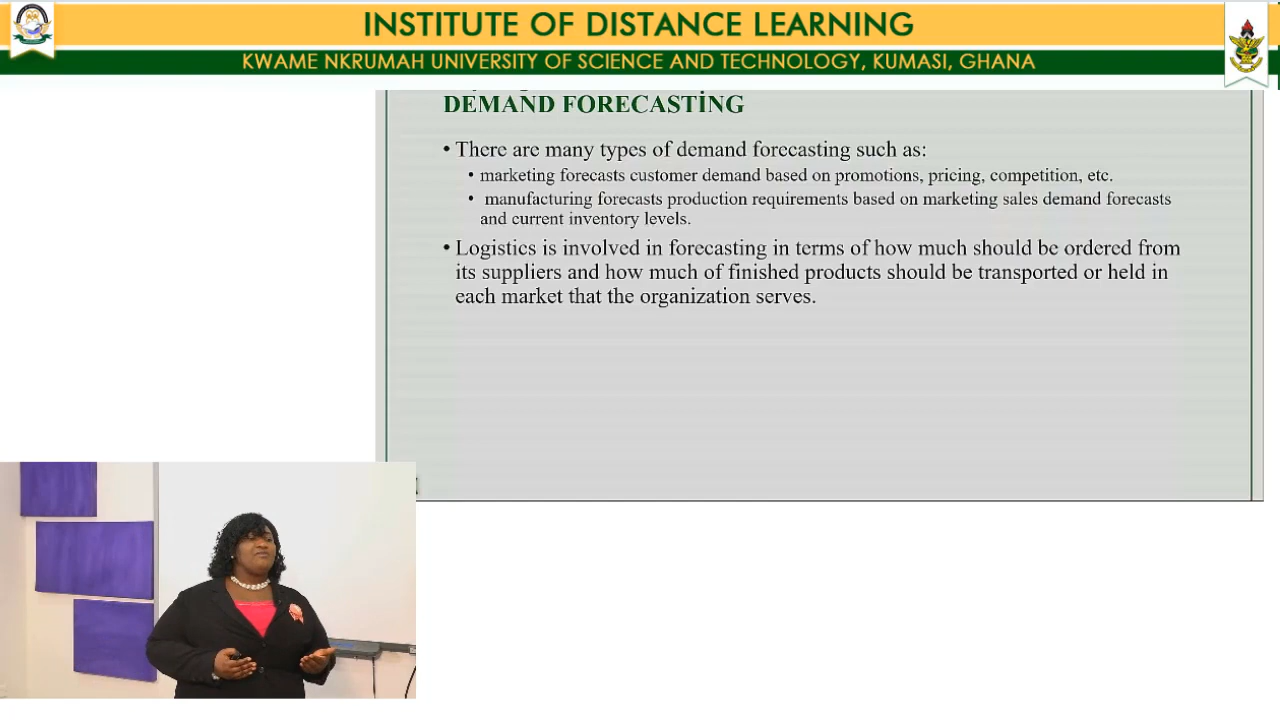 INSTITUTE OF DISTANCE LEARNING
KWAME NKRUMAH UNIVERSITY OF SCIENCE AND TECHNOLOGY, KUMASI, GHANA
DEMAND FORECASTİNG
• There are many types of demand forecasting such as:
• marketing forecasts customer demand based on promotions, pricing, competition, etc.
• manufacturing forecasts production requirements based on marketing sales demand forecasts
and current inventory levels.
• Logistics is involved in forecasting in terms of how much should be ordered from
its suppliers and how much of finished products should be transported or held in
each market that the organization serves.